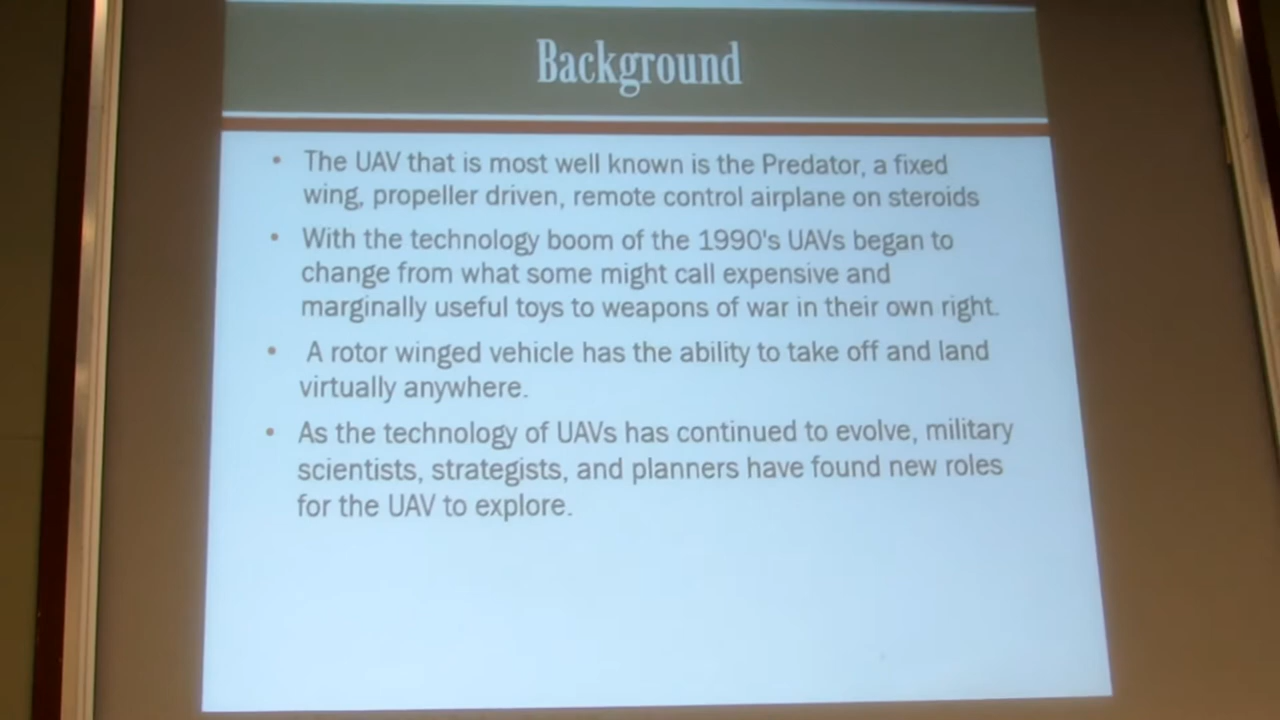 Background
• The UAV that is most well known is the Predator, a fixed
wing, propeller driven, remote control airplane on steroids
• With the technology boom of the 1990's UAVs began to
change from what some might call expensive and
marginally useful toys to weapons of war in their own right.
• A rotor winged vehicle has the ability to take off and land
virtually anywhere.
• As the technology of UAVs has continued to evolve, military
scientists, strategists, and planners have found new roles
for the UAV to explore.